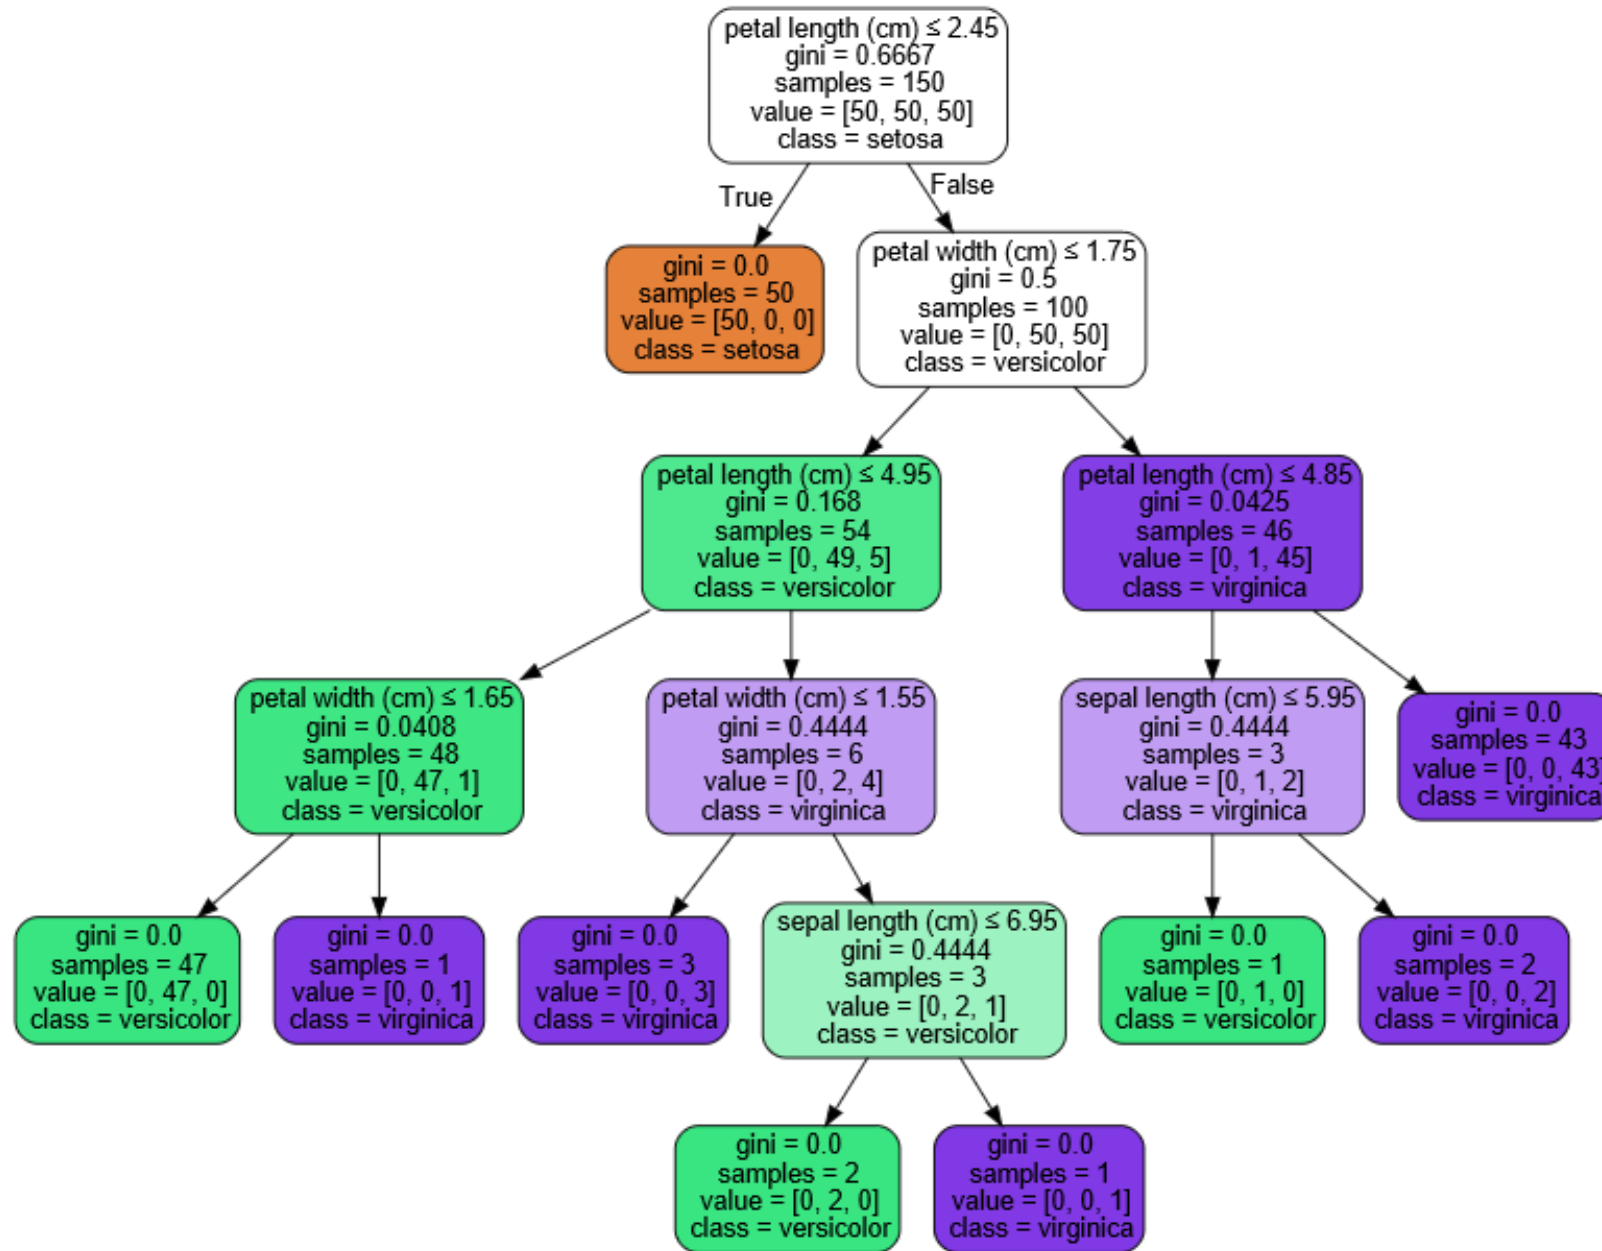 petal length (cm) ≤ 2.45
gini = 0.6667
samples = 150
value = [50, 50, 50]
class = setosa
True
False
gini = 0.0
samples = 50
value = [50, 0, 0]
class = setosa
petal width (cm) ≤ 1.75
gini = 0.5
samples = 100
value = [0, 50, 50]
class = versicolor
petal length (cm) ≤ 4.95
gini = 0.168
samples = 54
value = [0, 49, 5]
class = versicolor
petal length (cm) ≤ 4.85
gini = 0.0425
samples = 46
value = [0, 1, 45]
class = virginica
petal width (cm) ≤ 1.65
gini = 0.0408
samples = 48
value = [0, 47, 1]
class = versicolor
petal width (cm) ≤ 1.55
gini = 0.4444
samples = 6
value = [0, 2, 4]
class = virginica
sepal length (cm) ≤ 5.95
gini = 0.4444
samples = 3
value = [0, 1, 2]
class = virginica
gini = 0.0
samples = 43
value = [0, 0, 43]
class = virginica
gini = 0.0
samples = 47
value = [0, 47, 0]
class = versicolor
gini = 0.0
samples = 1
value = [0, 0, 1]
class = virginica
gini = 0.0
samples = 3
value = [0, 0, 3]
class = virginica
sepal length (cm) ≤ 6.95
gini = 0.4444
samples = 3
value = [0, 2, 1]
class = versicolor
gini = 0.0
samples = 1
value = [0, 1, 0]
class = versicolor
gini = 0.0
samples = 2
value = [0, 0, 2]
class = virginica
gini = 0.0
samples = 2
value = [0, 2, 0]
class = versicolor
gini = 0.0
samples = 1
value = [0, 0, 1]
class = virginica